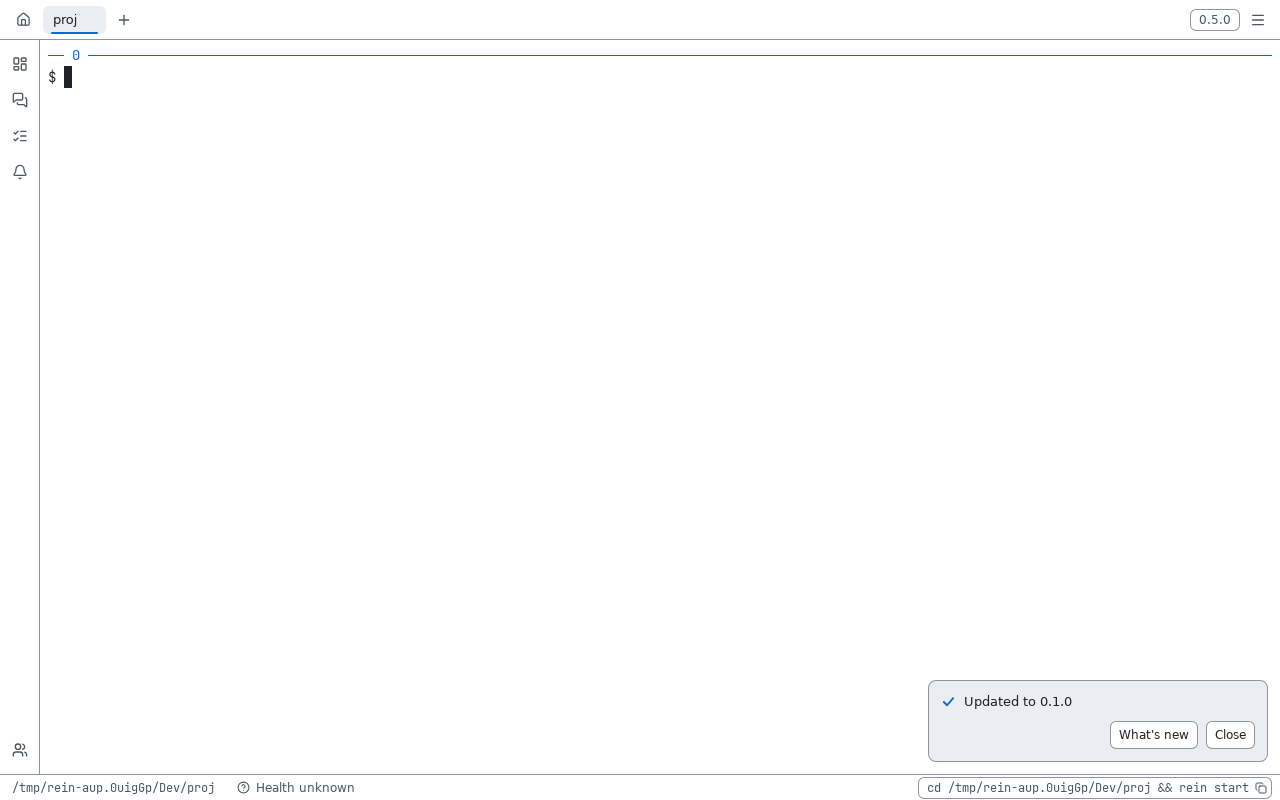 proj
0.5.0
0
$
Updated to 0.1.0
What's new
Close
/tmp/rein-aup.0uigGp/Dev/proj
Health unknown
cd /tmp/rein-aup.0uigGp/Dev/proj && rein start